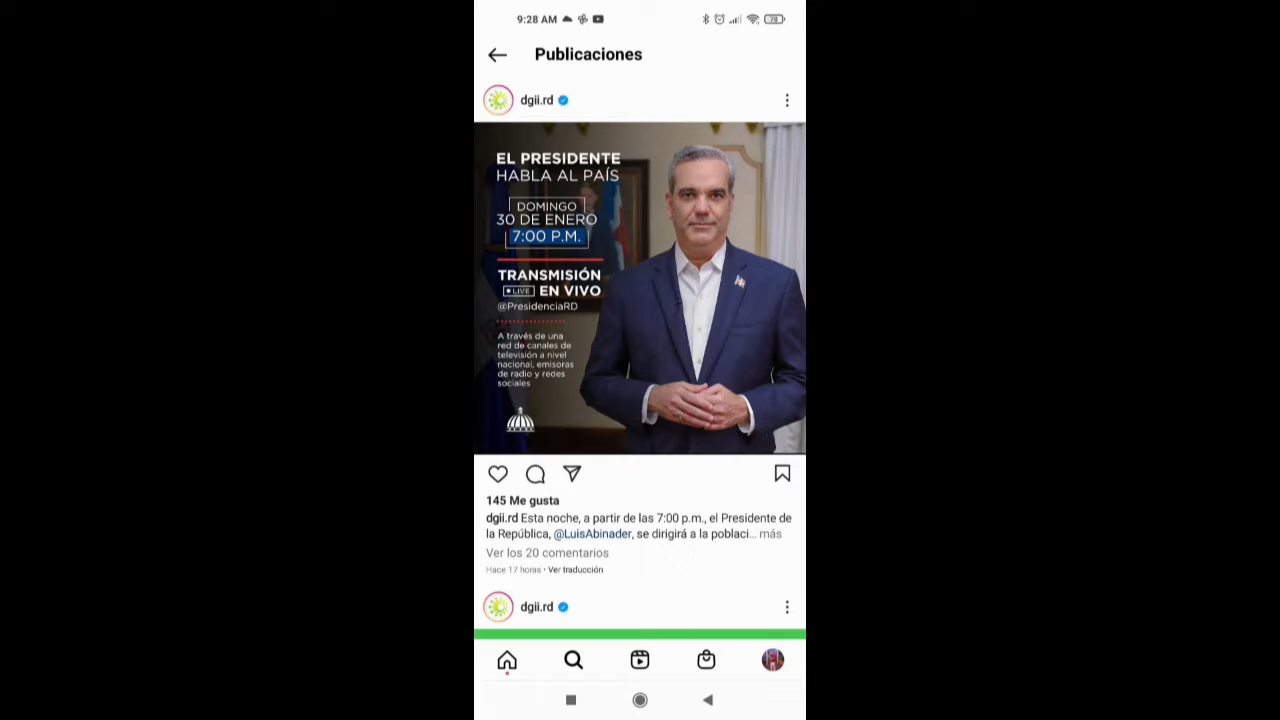 9:28 AM
78
Publicaciones
dgii.rd
EL PRESIDENTE
HABLA AL PAÍS
DOMINGO
30 DE ENERO
7:00 P.M.
TRANSMISIÓN
LIVE EN VIVO
@PresidenciaRD
A través de una
red de canales de
televisión a nivel
nacional, emisoras
de radio y redes
sociales
145 Me gusta
dgii.rd Esta noche, a partir de las 7:00 p.m., el Presidente de
la República, @LuisAbinader, se dirigirá a la poblaci... más
Ver los 20 comentarios
Hace 17 horas · Ver traducción
dgii.rd